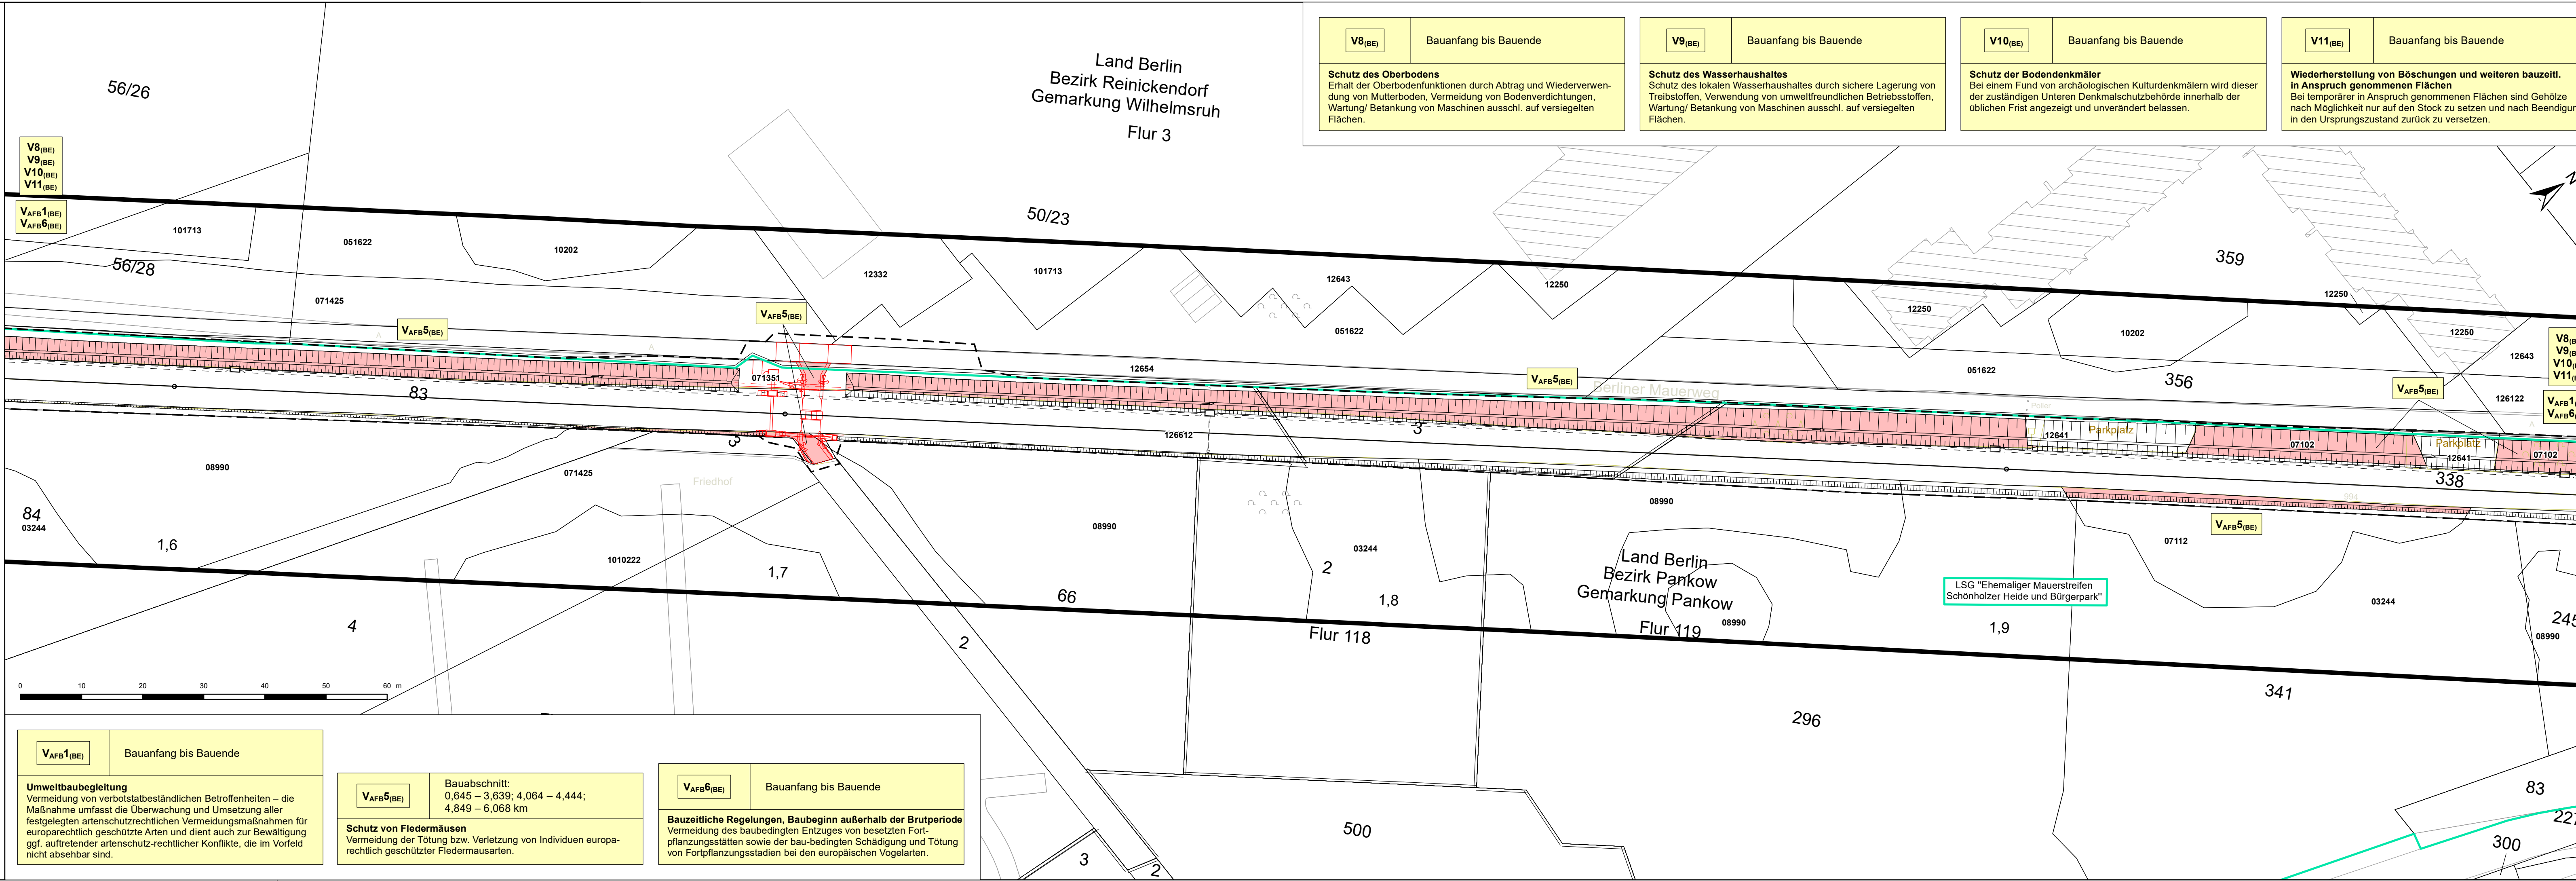 V8(BE)
Bauanfang bis Bauende
Schutz des Oberbodens
Erhalt der Oberbodenfunktionen durch Abtrag und Wiederverwen-
dung von Mutterboden, Vermeidung von Bodenverdichtungen,
Wartung/ Betankung von Maschinen ausschl. auf versiegelten
Flächen.
V9(BE)
Bauanfang bis Bauende
Schutz des Wasserhaushaltes
Schutz des lokalen Wasserhaushaltes durch sichere Lagerung von
Treibstoffen, Verwendung von umweltfreundlichen Betriebsstoffen,
Wartung/ Betankung von Maschinen ausschl. auf versiegelten
Flächen.
V10(BE)
Bauanfang bis Bauende
Schutz der Bodendenkmäler
Bei einem Fund von archäologischen Kulturdenkmälern wird dieser
der zuständigen Unteren Denkmalschutzbehörde innerhalb der
üblichen Frist angezeigt und unverändert belassen.
V11(BE)
Bauanfang bis Bauende
Wiederherstellung von Böschungen und weiteren bauzeitl.
in Anspruch genommenen Flächen
Bei temporärer in Anspruch genommenen Flächen sind Gehölze
nach Möglichkeit nur auf den Stock zu setzen und nach Beendigun
in den Ursprungszustand zurück zu versetzen.
56/26
Land Berlin
Bezirk Reinickendorf
Gemarkung Wilhelmsruh
Flur 3
V8(BE)
V9(BE)
V10(BE)
V11(BE)
VAFB1(BE)
VAFB6(BE)
101713
051622
10202
50/23
359
56/28
071425
12332
101713
12643
12250
051622
12250
12250
10202
12250
12643
V8(B
V9(B
V10(
V11(
VAFB5(BE)
VAFB5(BE)
A
12654
VAFB5(BE)
Berliner Mauerweg
051622
356
VAFB5(BE)
126122
VAFB1(
VAFB6(
071351
83
3
126612
3
12641
Parkplatz
07102
Parkplatz
12641
07102
338
A
08990
071425
Friedhof
84
03244
1,6
1010222
1,7
08990
66
03244
2
1,8
08990
Land Berlin
Bezirk Pankow
Gemarkung Pankow
Flur 119
08990
994
VAFB5(BE)
07112
LSG "Ehemaliger Mauerstreifen
Schönholzer Heide und Bürgerpark"
1,9
03244
245
08990
4
2
Flur 118
341
296
0 10 20 30 40 50 60 m
VAFB1(BE)
Bauanfang bis Bauende
Umweltbaubegleitung
Vermeidung von verbotstatbeständlichen Betroffenheiten – die
Maßnahme umfasst die Überwachung und Umsetzung aller
festgelegten artenschutzrechtlichen Vermeidungsmaßnahmen für
europarechtlich geschützte Arten und dient auch zur Bewältigung
ggf. auftretender artenschutz-rechtlicher Konflikte, die im Vorfeld
nicht absehbar sind.
VAFB5(BE)
Bauabschnitt:
0,645 – 3,639; 4,064 – 4,444;
4,849 – 6,068 km
Schutz von Fledermäusen
Vermeidung der Tötung bzw. Verletzung von Individuen europa-
rechtlich geschützter Fledermausarten.
VAFB6(BE)
Bauanfang bis Bauende
Bauzeitliche Regelungen, Baubeginn außerhalb der Brutperiode
Vermeidung des baubedingten Entzuges von besetzten Fort-
pflanzungsstätten sowie der bau-bedingten Schädigung und Tötung
von Fortpflanzungsstadien bei den europäischen Vogelarten.
3
2
500
83
227
300